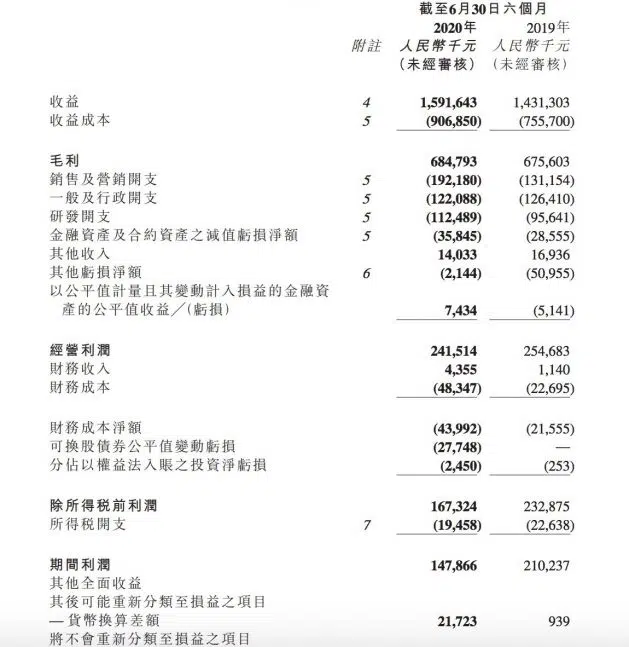 截至6月30日六個月
2020年 2019年
附註 人民幣千元 人民幣千元
(未經審核) (未經審核)
收益 4 1,591,643 1,431,303
收益成本 5 (906,850) (755,700)
毛利 684,793 675,603
銷售及營銷開支 5 (192,180) (131,154)
一般及行政開支 5 (122,088) (126,410)
研發開支 5 (112,489) (95,641)
金融資產及合約資產之減值虧損淨額 5 (35,845) (28,555)
其他收入 14,033 16,936
其他虧損淨額 6 (2,144) (50,955)
以公平值計量且其變動計入損益的金融資
產的公平值收益／(虧損) 7,434 (5,141)
經營利潤 241,514 254,683
財務收入 4,355 1,140
財務成本 (48,347) (22,695)
財務成本淨額 (43,992) (21,555)
可換股債券公平值變動虧損 (27,748) —
分佔以權益法入賬之投資淨虧損 (2,450) (253)
除所得稅前利潤 167,324 232,875
所得稅開支 7 (19,458) (22,638)
期間利潤 147,866 210,237
其他全面收益
其後可能重新分類至損益之項目
— 貨幣換算差額 21,723 939
將不會重新分類至損益之項目